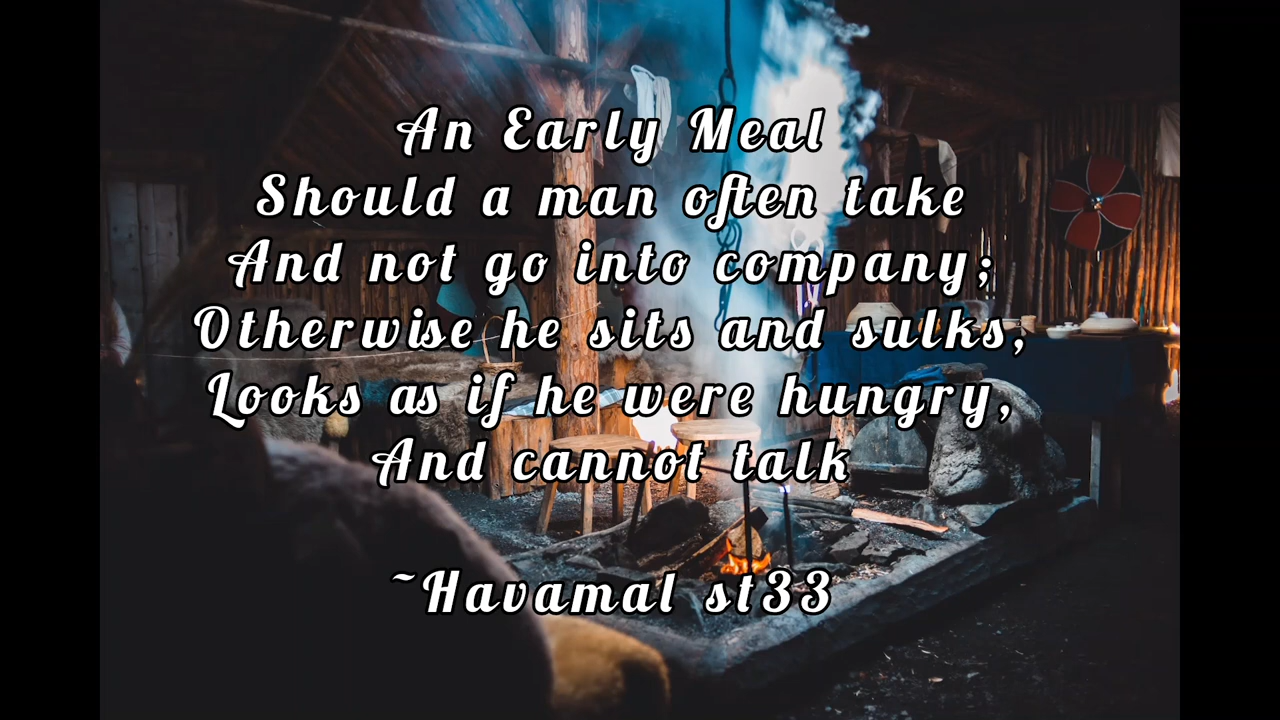 An Early Meal
Should a man often take
And not go into company;
Otherwise he sits and sulks,
Looks as if he were hungry,
And cannot talk
~Havamal st33